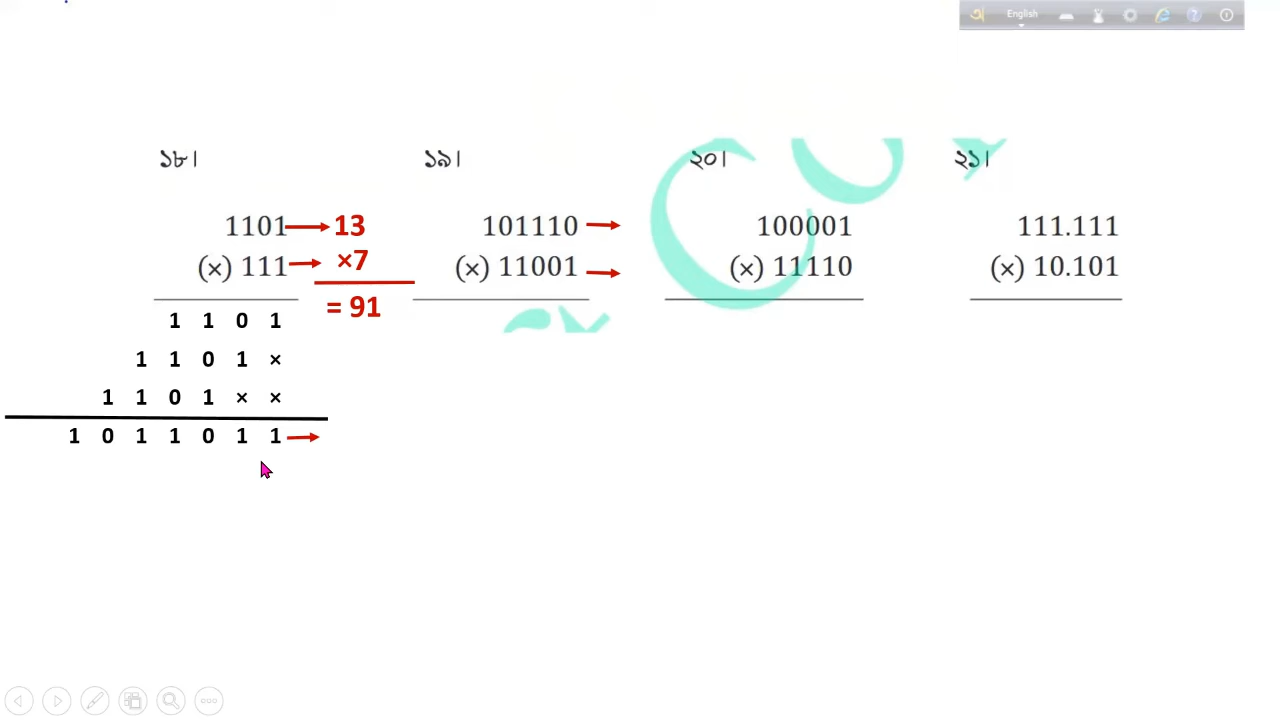 English
১৮।
1101 → 13
(×) 111 → ×7
= 91
1 1 0 1
1 1 0 1 ×
1 1 0 1 × ×
1 0 1 1 0 1 1 →
১৯।
101110 →
(×) 11001 →
২০।
100001
(×) 11110
২১।
111.111
(×) 10.101